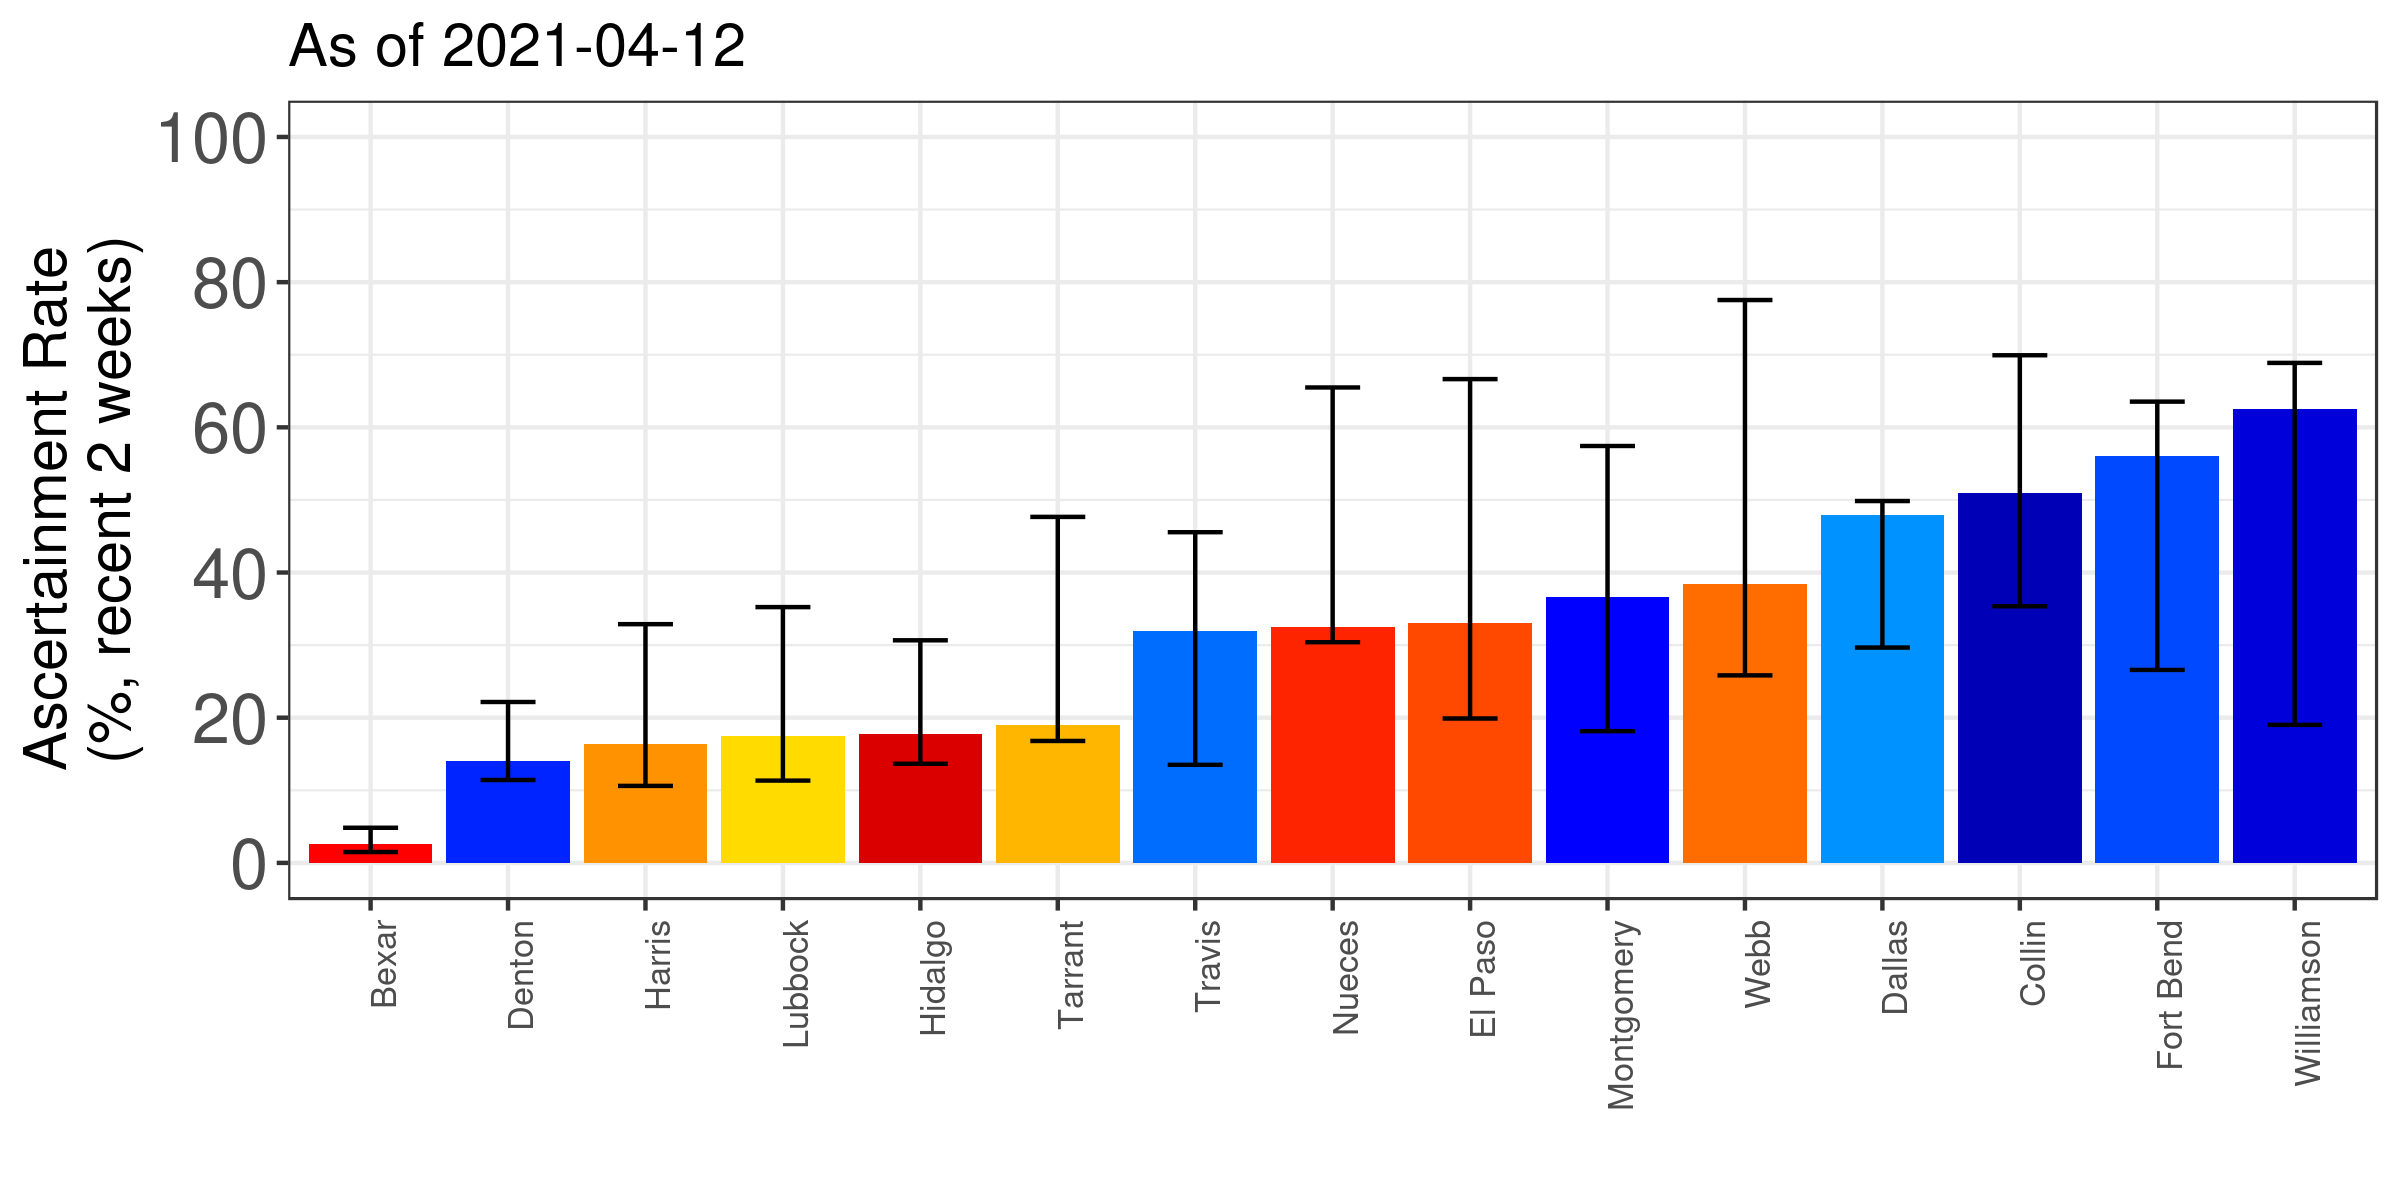 As of 2021-04-12
Ascertainment Rate
(%, recent 2 weeks)
100
80
60
40
20
0
Bexar
Denton
Harris
Lubbock
Hidalgo
Tarrant
Travis
Nueces
El Paso
Montgomery
Webb
Dallas
Collin
Fort Bend
Williamson